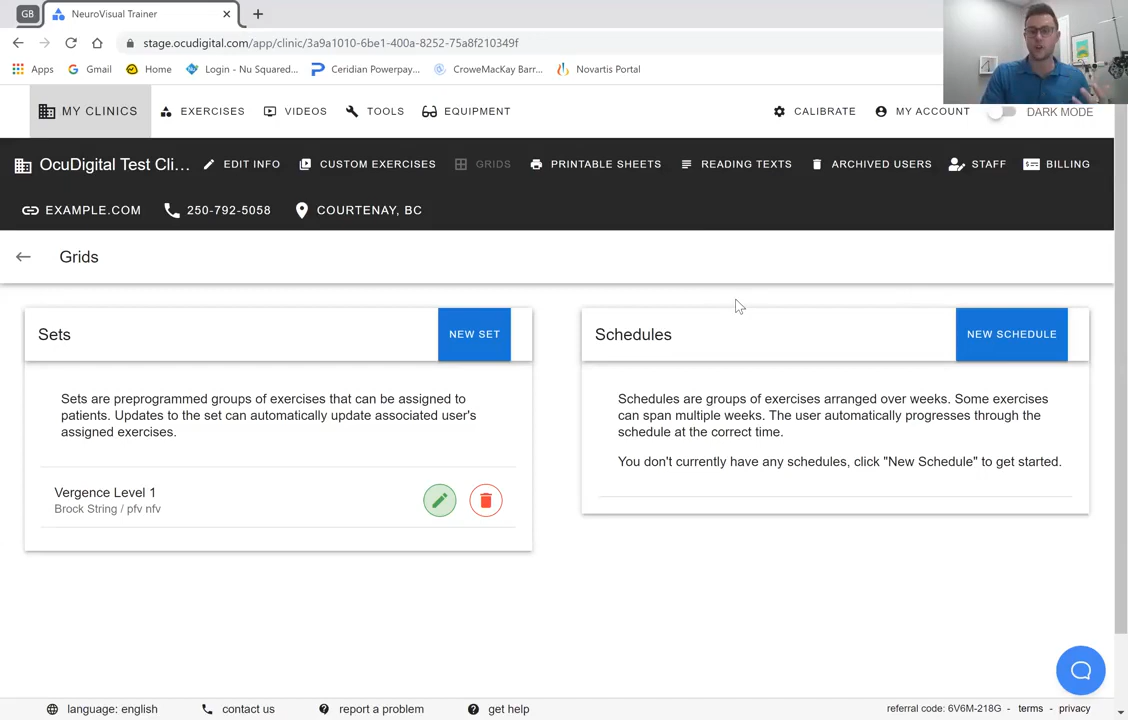 GB
NeuroVisual Trainer
stage.ocudigital.com/app/clinic/3a9a1010-6be1-400a-8252-75a8f210349f
Apps
Gmail
Home
Login - Nu Squared...
Ceridian Powerpay,...
CroweMacKay Barr...
Novartis Portal
MY CLINICS
EXERCISES
VIDEOS
TOOLS
EQUIPMENT
CALIBRATE
MY ACCOUNT
DARK MODE
OcuDigital Test Cli...
EDIT INFO
CUSTOM EXERCISES
GRIDS
PRINTABLE SHEETS
READING TEXTS
ARCHIVED USERS
STAFF
BILLING
EXAMPLE.COM
250-792-5058
COURTENAY, BC
Grids
Sets
NEW SET
Sets are preprogrammed groups of exercises that can be assigned to
patients. Updates to the set can automatically update associated user's
assigned exercises.
Vergence Level 1
Brock String / pfv nfv
Schedules
NEW SCHEDULE
Schedules are groups of exercises arranged over weeks. Some exercises
can span multiple weeks. The user automatically progresses through the
schedule at the correct time.
You don't currently have any schedules, click "New Schedule" to get started.
language: english
contact us
report a problem
get help
referral code: 6V6M-218G - terms - privacy